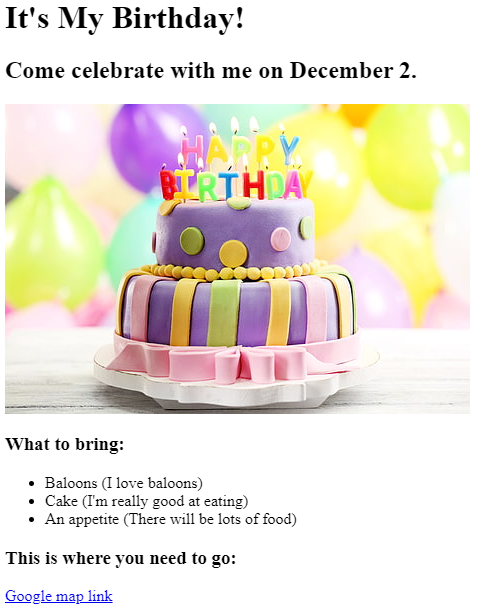 It's My Birthday!
Come celebrate with me on December 2.
HAPPY
BIRTHDAY
What to bring:
Baloons (I love baloons)
Cake (I'm really good at eating)
An appetite (There will be lots of food)
This is where you need to go:
Google map link